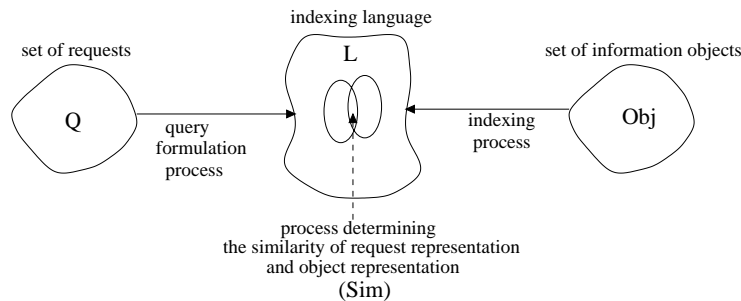 indexing language
set of requests
set of information objects
L
Q
Obj
query
formulation
process
indexing
process
process determining
the similarity of request representation
and object representation
(Sim)